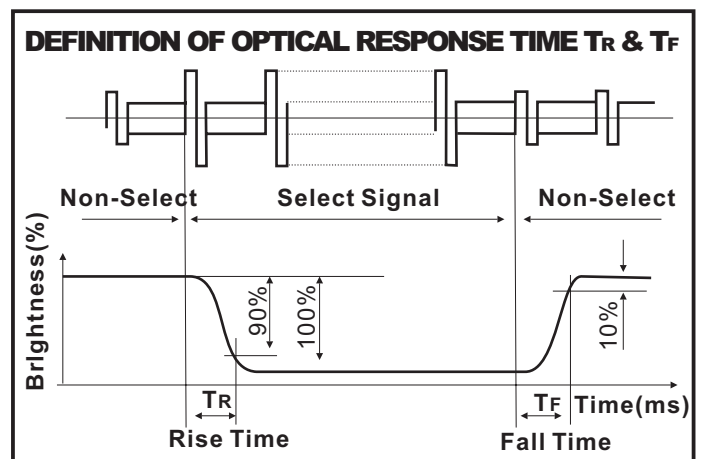 DEFINITION OF OPTICAL RESPONSE TIME TR & TF
Non-Select
Select Signal
Non-Select
BrIghtness(%)
90%
100%
10%
TR
TF
Time(ms)
Rise Time
Fall Time